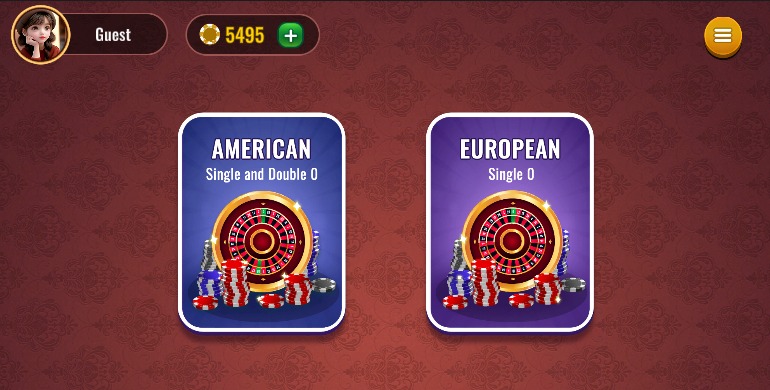 Guest
5495
AMERICAN
Single and Double 0
EUROPEAN
Single 0